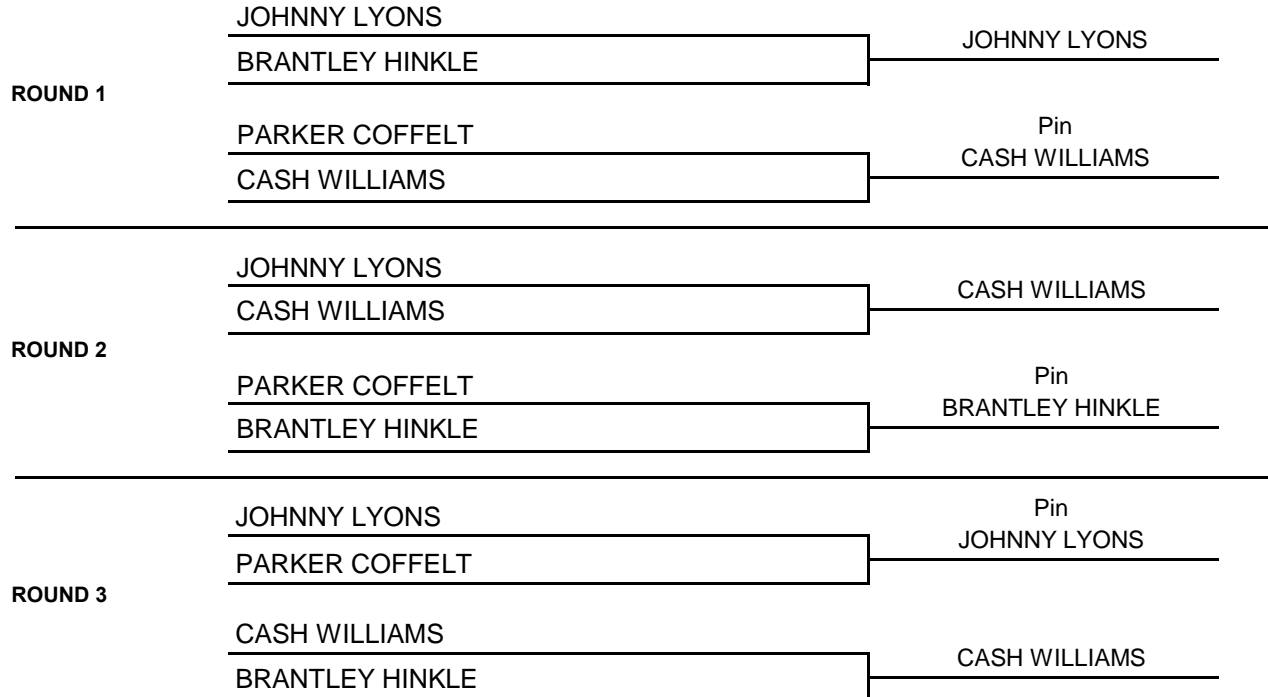 JOHNNY LYONS
JOHNNY LYONS
BRANTLEY HINKLE
ROUND 1
Pin
PARKER COFFELT
CASH WILLIAMS
CASH WILLIAMS
JOHNNY LYONS
CASH WILLIAMS
CASH WILLIAMS
ROUND 2
Pin
PARKER COFFELT
BRANTLEY HINKLE
BRANTLEY HINKLE
Pin
JOHNNY LYONS
JOHNNY LYONS
PARKER COFFELT
ROUND 3
CASH WILLIAMS
CASH WILLIAMS
BRANTLEY HINKLE